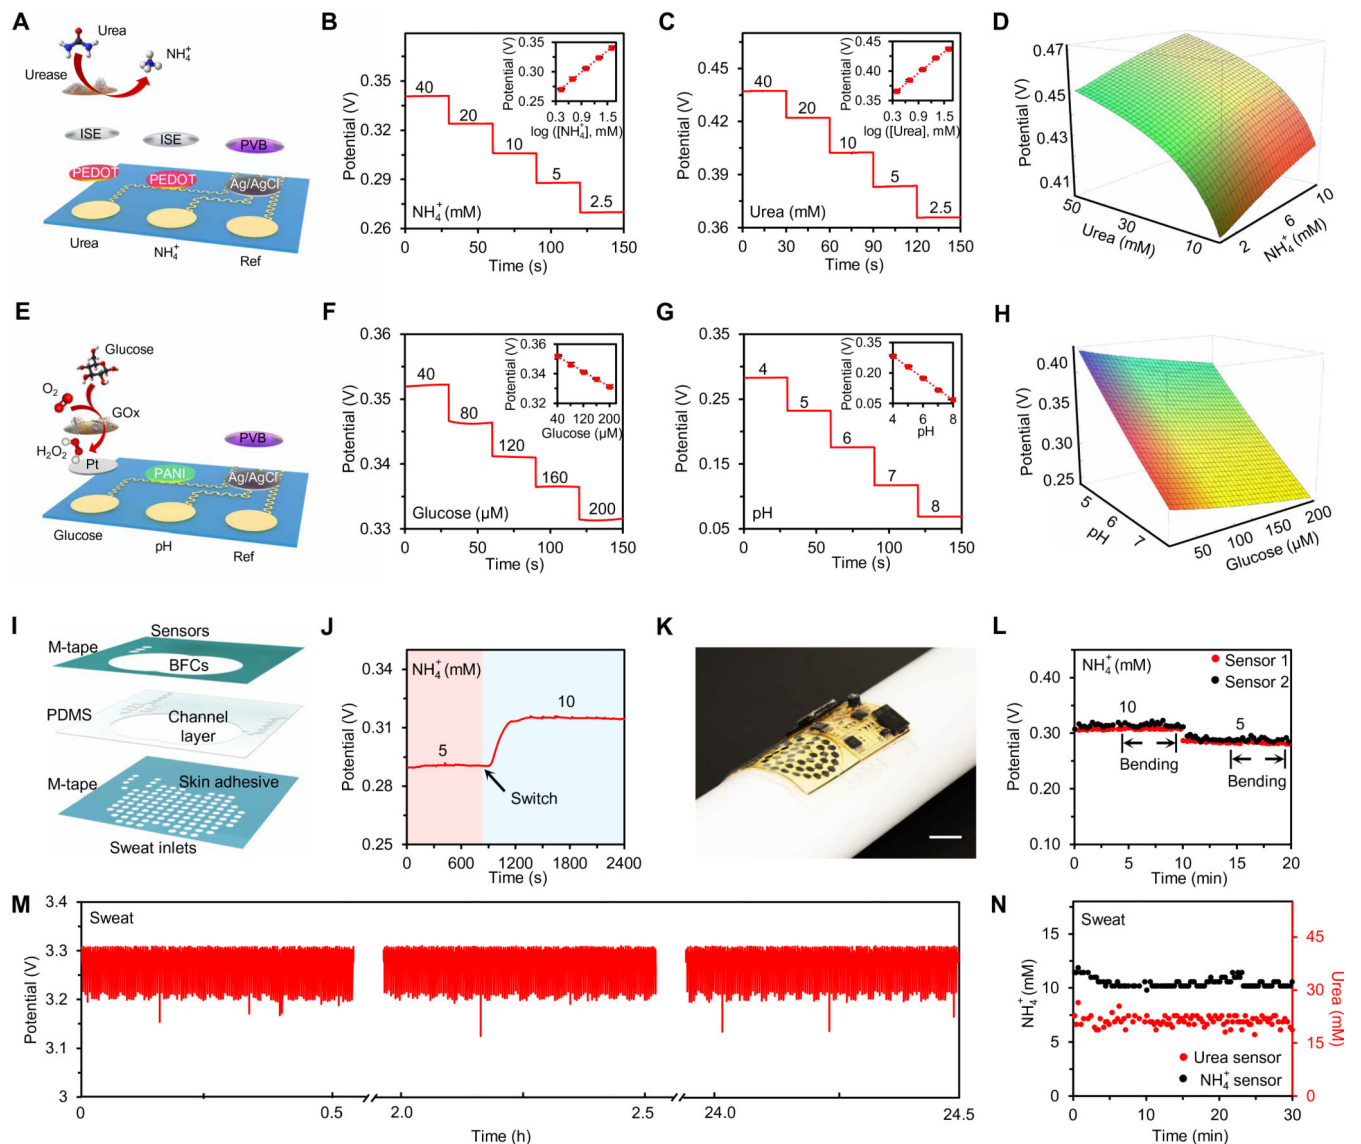 A
Urea
NH₄⁺
Urease
ISE
ISE
PVB
PEDOT
PEDOT
Ag/AgCl
Urea
NH₄⁺
Ref
B
Potential (V)
0.35
0.32
0.29
0.26
40
20
10
5
2.5
NH₄⁺ (mM)
0 50 100 150
Time (s)
Potential (V)
0.35
0.30
0.25
0.3 0.9 1.5
log ([NH₄⁺], mM)
C
Potential (V)
0.45
0.42
0.39
0.36
40
20
10
5
2.5
Urea (mM)
0 30 60 90 120 150
Time (s)
Potential (V)
0.45
0.40
0.35
0.3 0.9 1.5
log ([Urea], mM)
D
Potential (V)
0.47
0.45
0.43
0.41
50 30 10
Urea (mM)
2 6 10
NH₄⁺ (mM)
E
Glucose
O₂
GOx
H₂O₂
Pt
PANI
PVB
Ag/AgCl
Glucose
pH
Ref
F
Potential (V)
0.36
0.35
0.34
0.33
40
80
120
160
200
Glucose (µM)
0 50 100 150
Time (s)
Potential (V)
0.36
0.34
0.32
40 120 200
Glucose (µM)
G
Potential (V)
0.35
0.25
0.15
0.05
4
5
6
7
8
pH
0 50 100 150
Time (s)
Potential (V)
0.35
0.25
0.15
0.05
4 6 8
pH
H
Potential (V)
0.40
0.35
0.30
0.25
5 6 7
pH
50 100 150 200
Glucose (µM)
I
Sensors
M-tape
BFCs
PDMS
Channel
layer
M-tape
Skin adhesive
Sweat inlets
J
Potential (V)
0.34
0.31
0.28
0.25
NH₄⁺ (mM)
10
5
Switch
0 600 1200 1800 2400
Time (s)
K
L
Potential (V)
0.40
0.30
0.20
0.10
NH₄⁺ (mM)
Sensor 1
Sensor 2
10
5
Bending
Bending
0 5 10 15 20
Time (min)
M
Potential (V)
3.4
3.3
3.2
3.1
3
Sweat
0 0.5 2.0 2.5 24.0 24.5
Time (h)
N
NH₄⁺ (mM)
15
10
5
0
Sweat
45
30
15
0
Urea (mM)
Urea sensor
NH₄⁺ sensor
0 10 20 30
Time (min)